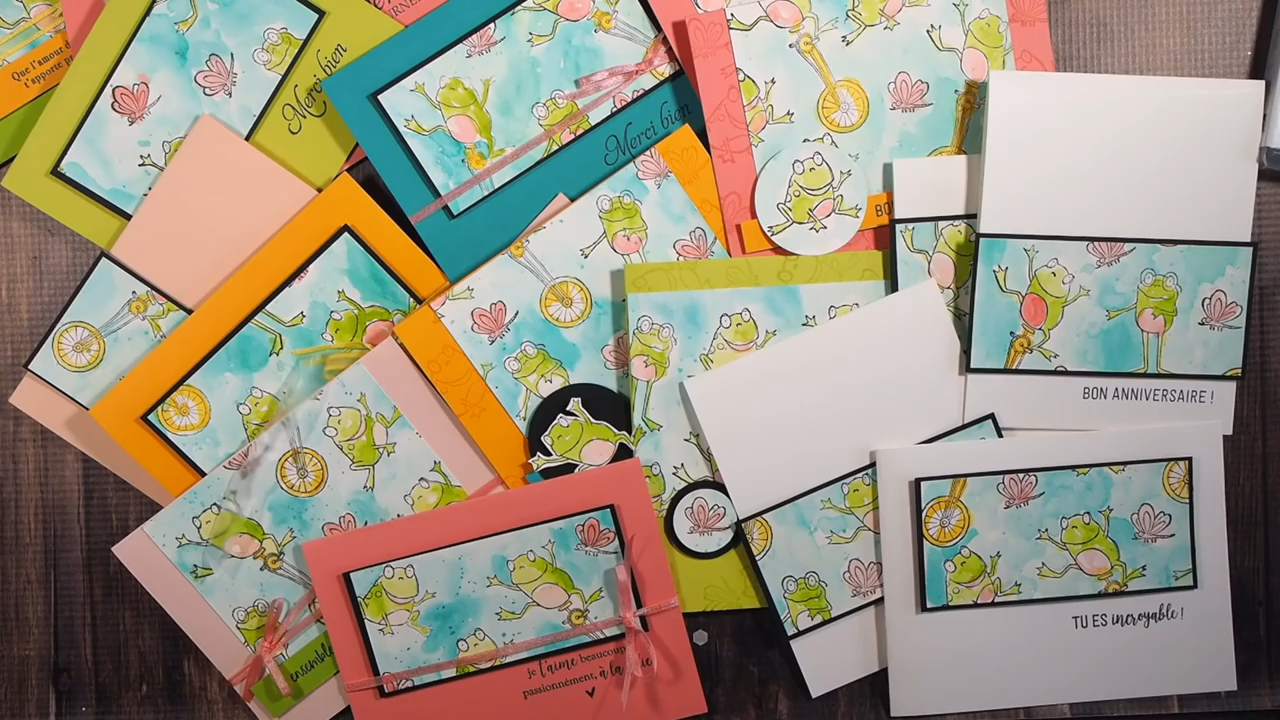 Que l'amour
t'apporte
Merci bien
Merci bien
BON ANNIVERSAIRE !
TU ES incroyable !
ensemble
je t'aime beaucoup
passionnément, à la